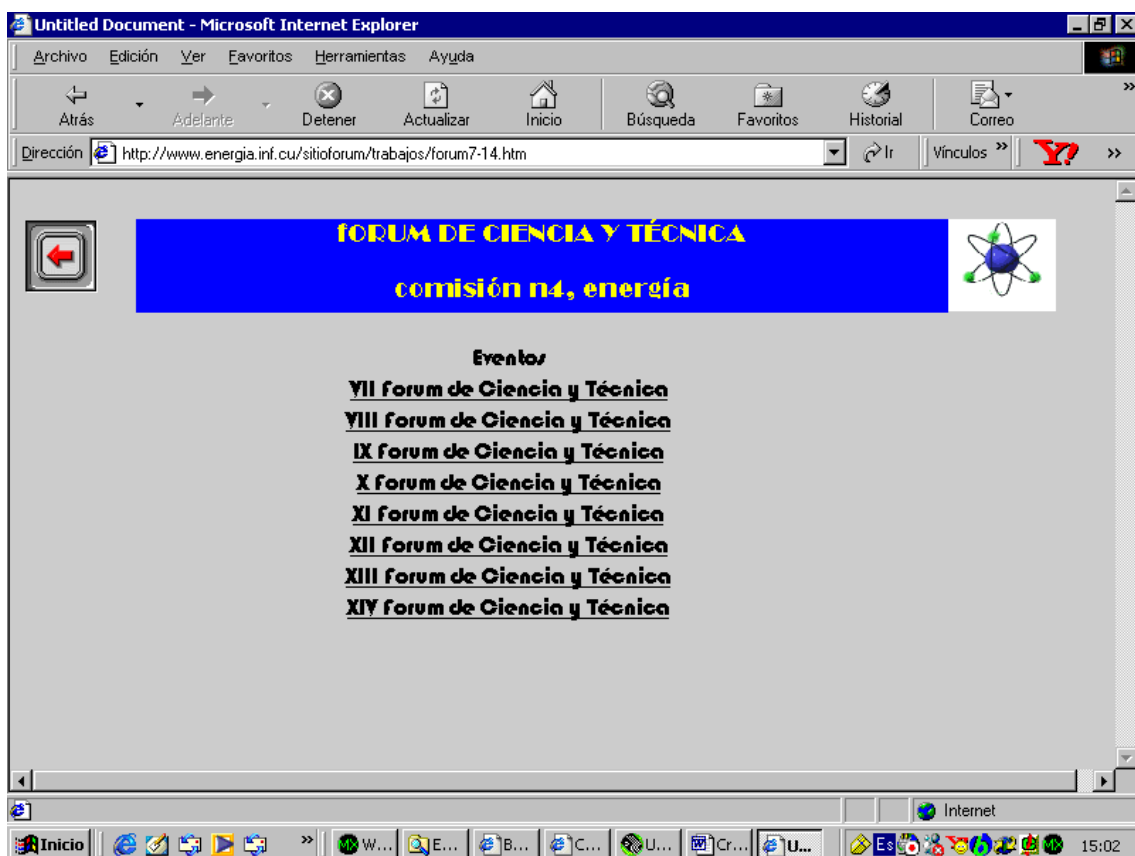 Untitled Document - Microsoft Internet Explorer
Archivo Edición Ver Favoritos Herramientas Ayuda
Atrás Adelante Detener Actualizar Inicio Búsqueda Favoritos Historial Correo »
Dirección http://www.energia.inf.cu/sitioforum/trabajos/forum7-14.htm Ir Vínculos » Y! »
fORUM DE CIENCIA Y TÉCNICA
comisión n4, energía
Eventos
VII Forum de Ciencia y Técnica
VIII Forum de Ciencia y Técnica
IX Forum de Ciencia y Técnica
X Forum de Ciencia y Técnica
XI Forum de Ciencia y Técnica
XII Forum de Ciencia y Técnica
XIII Forum de Ciencia y Técnica
XIV Forum de Ciencia y Técnica
Internet
Inicio » W... E... B... C... U... Cr... U... Es 15:02